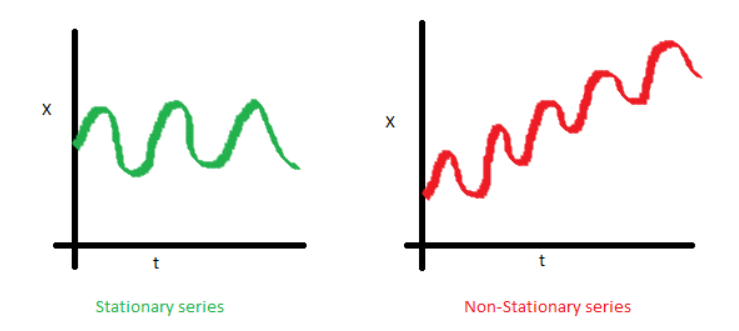 X
t
Stationary series
X
t
Non-Stationary series